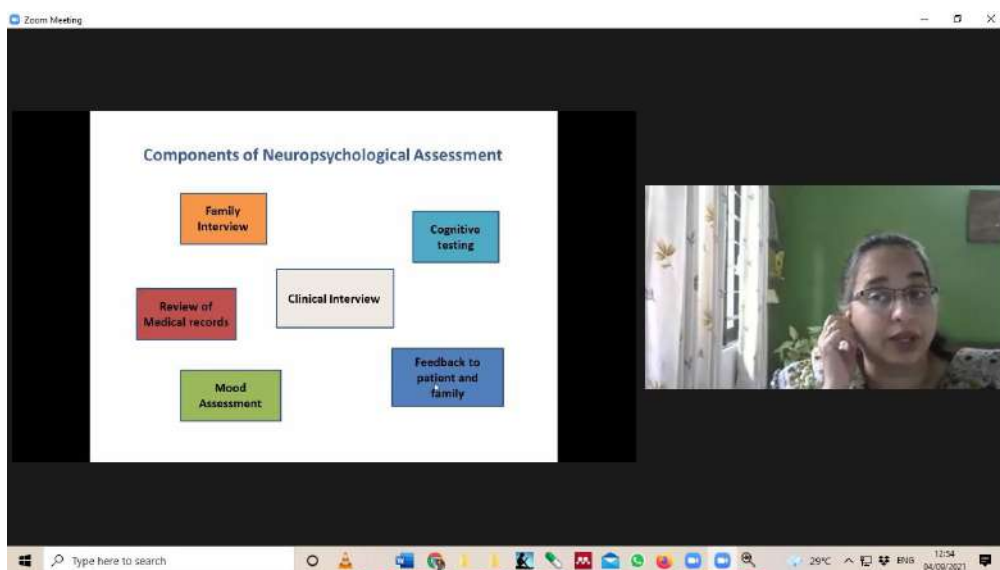 Zoom Meeting
Components of Neuropsychological Assessment
Family
Interview
Cognitive
testing
Clinical Interview
Review of
Medical records
Feedback to
patient and
family
Mood
Assessment
Type here to search
29°C
ENG
12:54
04/09/2021